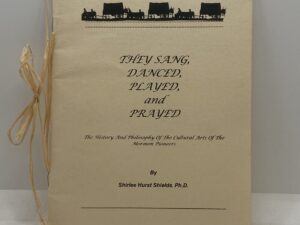 THEY SANG,
DANCED,
PLAYED,
and
PRAYED
The History And Philosophy Of The Cultural Arts Of The
Mormon Pioneers
By
Shirlee Hurst Shields, Ph.D.